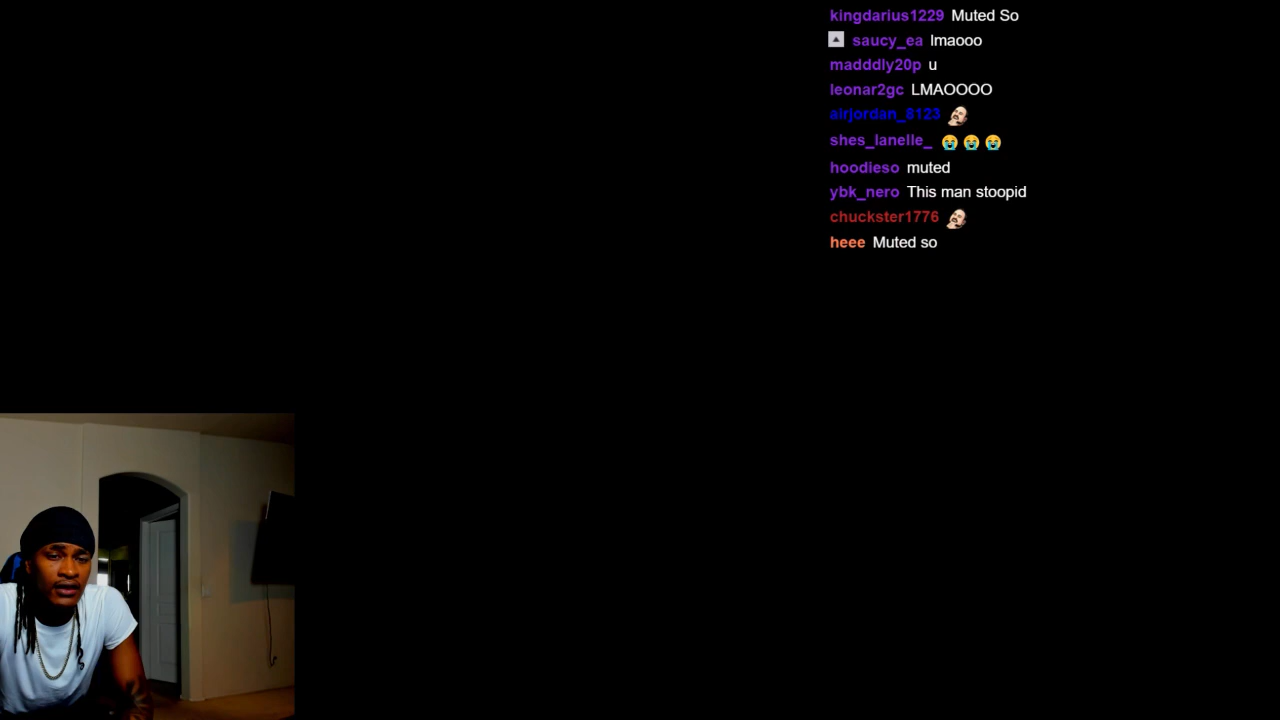 kingdarius1229 Muted So
saucy_ea lmaooo
madddly20p u
leonar2gc LMAOOOO
airjordan_8123
shes_lanelle_ 😭 😭 😭
hoodieso muted
ybk_nero This man stoopid
chuckster1776
heee Muted so